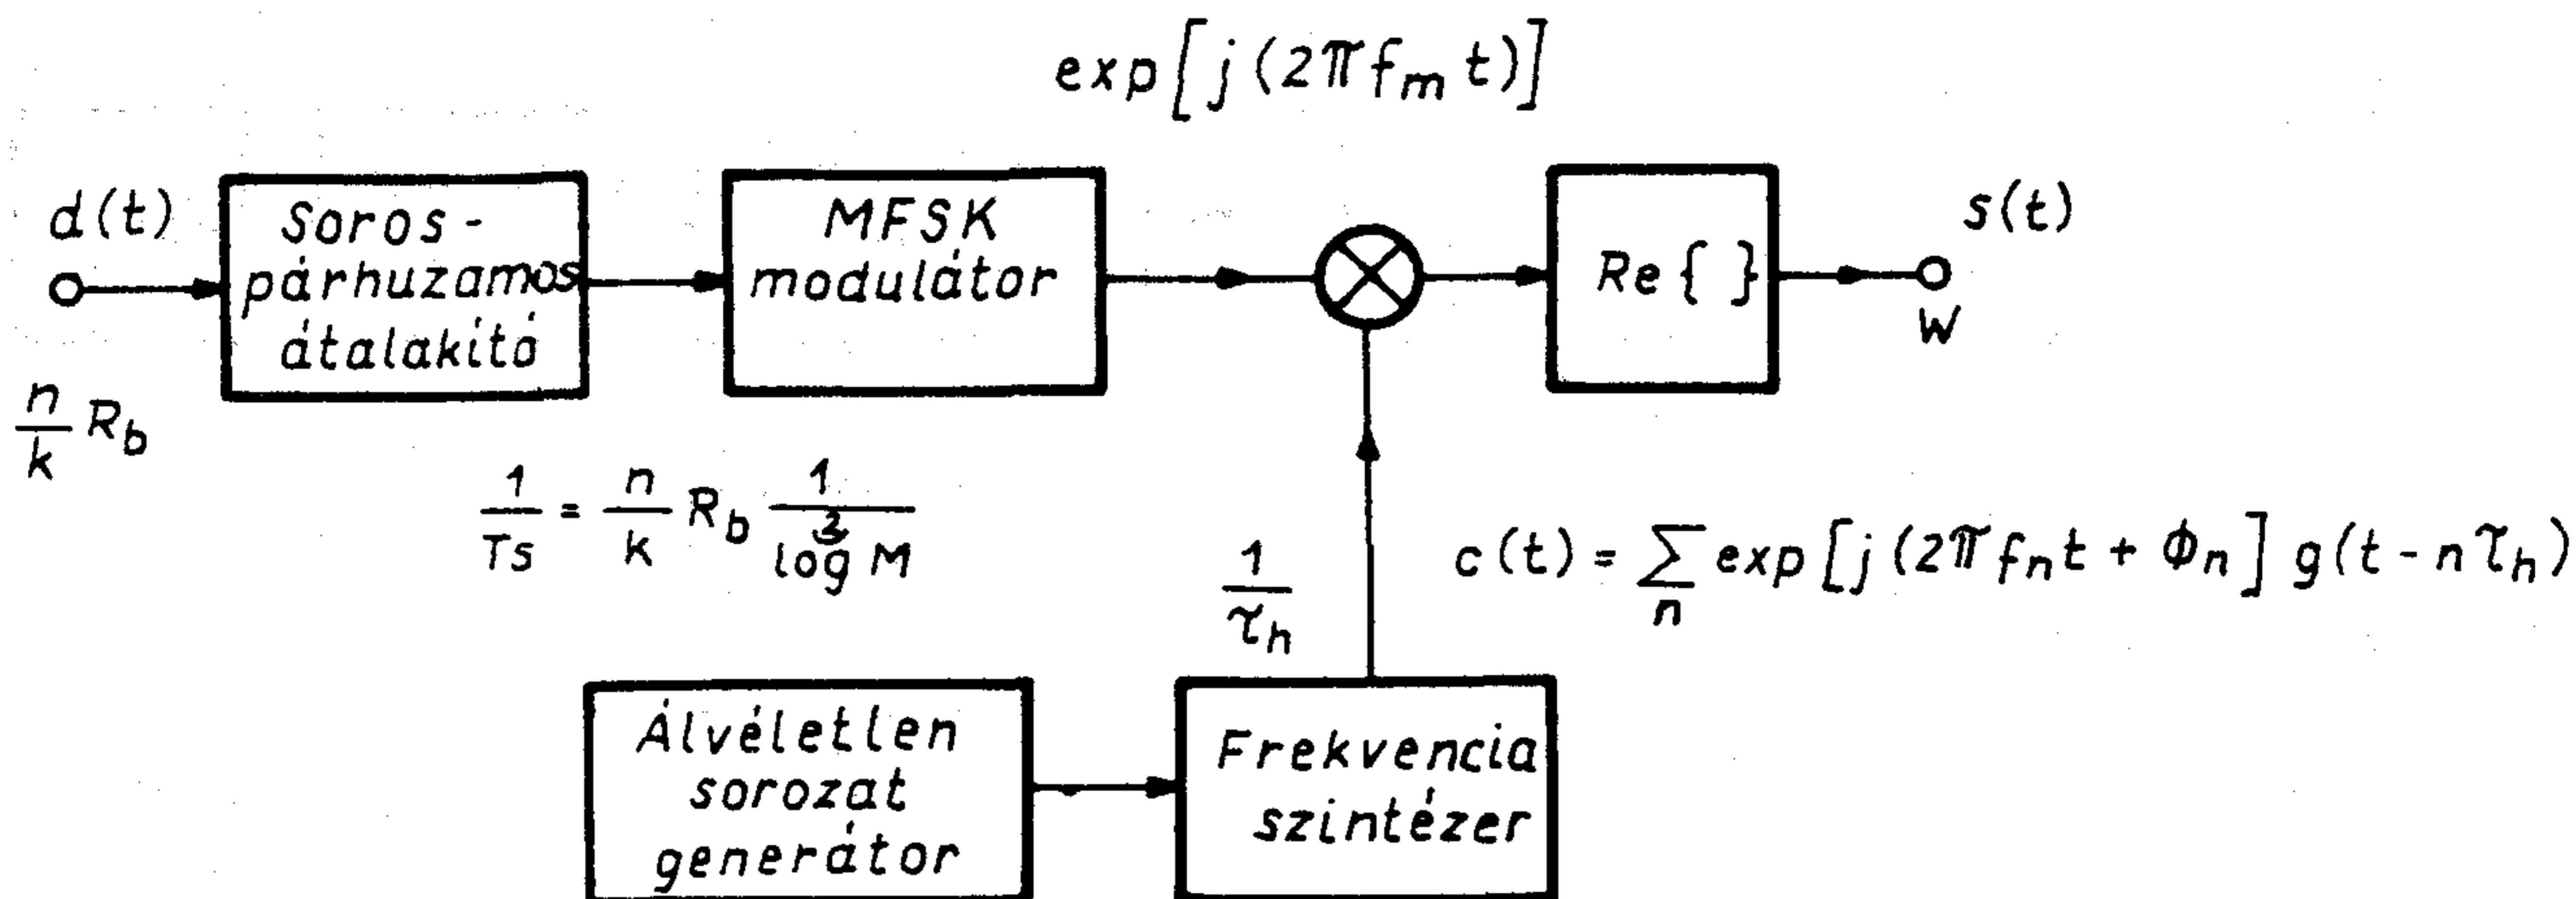 exp[j(2πf_m t)]
d(t)
Soros-
párhuzamos
átalakító
MFSK
modulátor
Re{ }
s(t)
W
n/k R_b
1/Ts = n/k R_b 1/(log² M)
1/τ_h
c(t) = Σ_n exp[j(2πf_n t + Φ_n] g(t - nτ_h)
Álvéletlen
sorozat
generátor
Frekvencia
szintézer